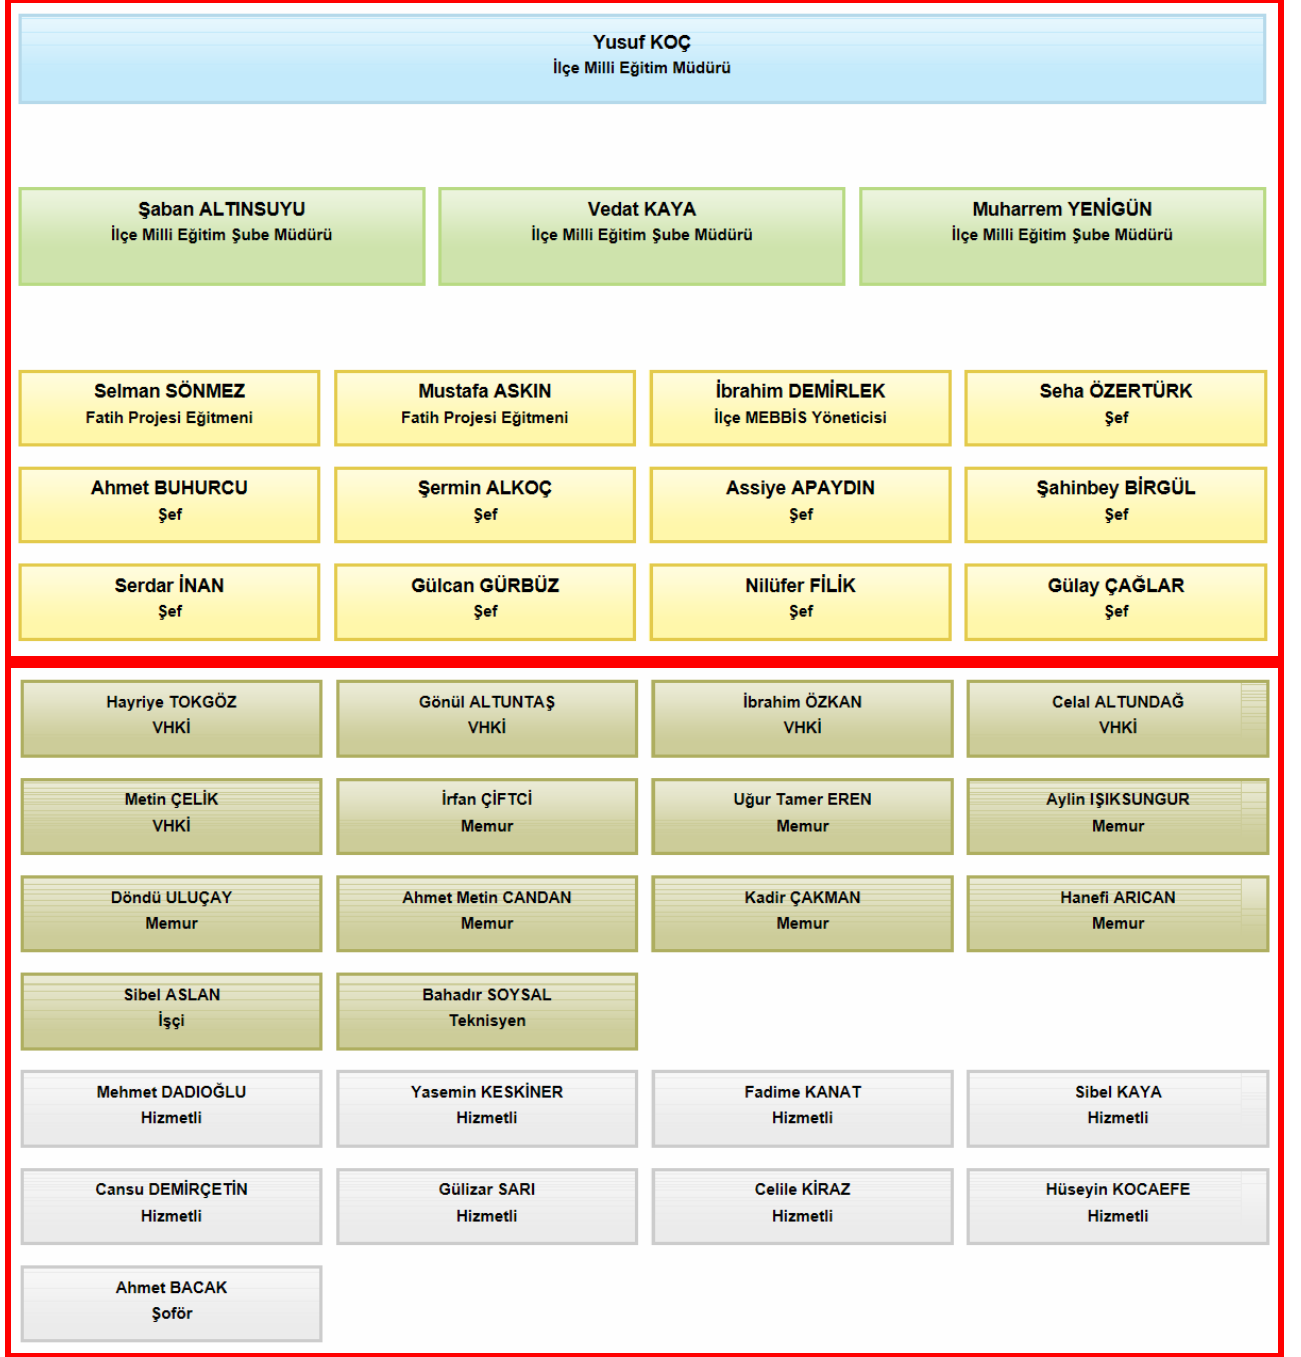 Yusuf KOÇ
İlçe Milli Eğitim Müdürü
Şaban ALTINSUYU
İlçe Milli Eğitim Şube Müdürü
Vedat KAYA
İlçe Milli Eğitim Şube Müdürü
Muharrem YENİGÜN
İlçe Milli Eğitim Şube Müdürü
Selman SÖNMEZ
Fatih Projesi Eğitmeni
Mustafa ASKIN
Fatih Projesi Eğitmeni
İbrahim DEMİRLEK
İlçe MEBBİS Yöneticisi
Seha ÖZERTÜRK
Şef
Ahmet BUHURCU
Şef
Şermin ALKOÇ
Şef
Assiye APAYDIN
Şef
Şahinbey BİRGÜL
Şef
Serdar İNAN
Şef
Gülcan GÜRBÜZ
Şef
Nilüfer FİLİK
Şef
Gülay ÇAĞLAR
Şef
Hayriye TOKGÖZ
VHKİ
Gönül ALTUNTAŞ
VHKİ
İbrahim ÖZKAN
VHKİ
Celal ALTUNDAĞ
VHKİ
Metin ÇELİK
VHKİ
İrfan ÇİFTCİ
Memur
Uğur Tamer EREN
Memur
Aylin IŞIKSUNGUR
Memur
Döndü ULUÇAY
Memur
Ahmet Metin CANDAN
Memur
Kadir ÇAKMAN
Memur
Hanefi ARICAN
Memur
Sibel ASLAN
İşçi
Bahadır SOYSAL
Teknisyen
Mehmet DADIOĞLU
Hizmetli
Yasemin KESKİNER
Hizmetli
Fadime KANAT
Hizmetli
Sibel KAYA
Hizmetli
Cansu DEMİRÇETİN
Hizmetli
Gülizar SARI
Hizmetli
Celile KİRAZ
Hizmetli
Hüseyin KOCAEFE
Hizmetli
Ahmet BACAK
Şoför